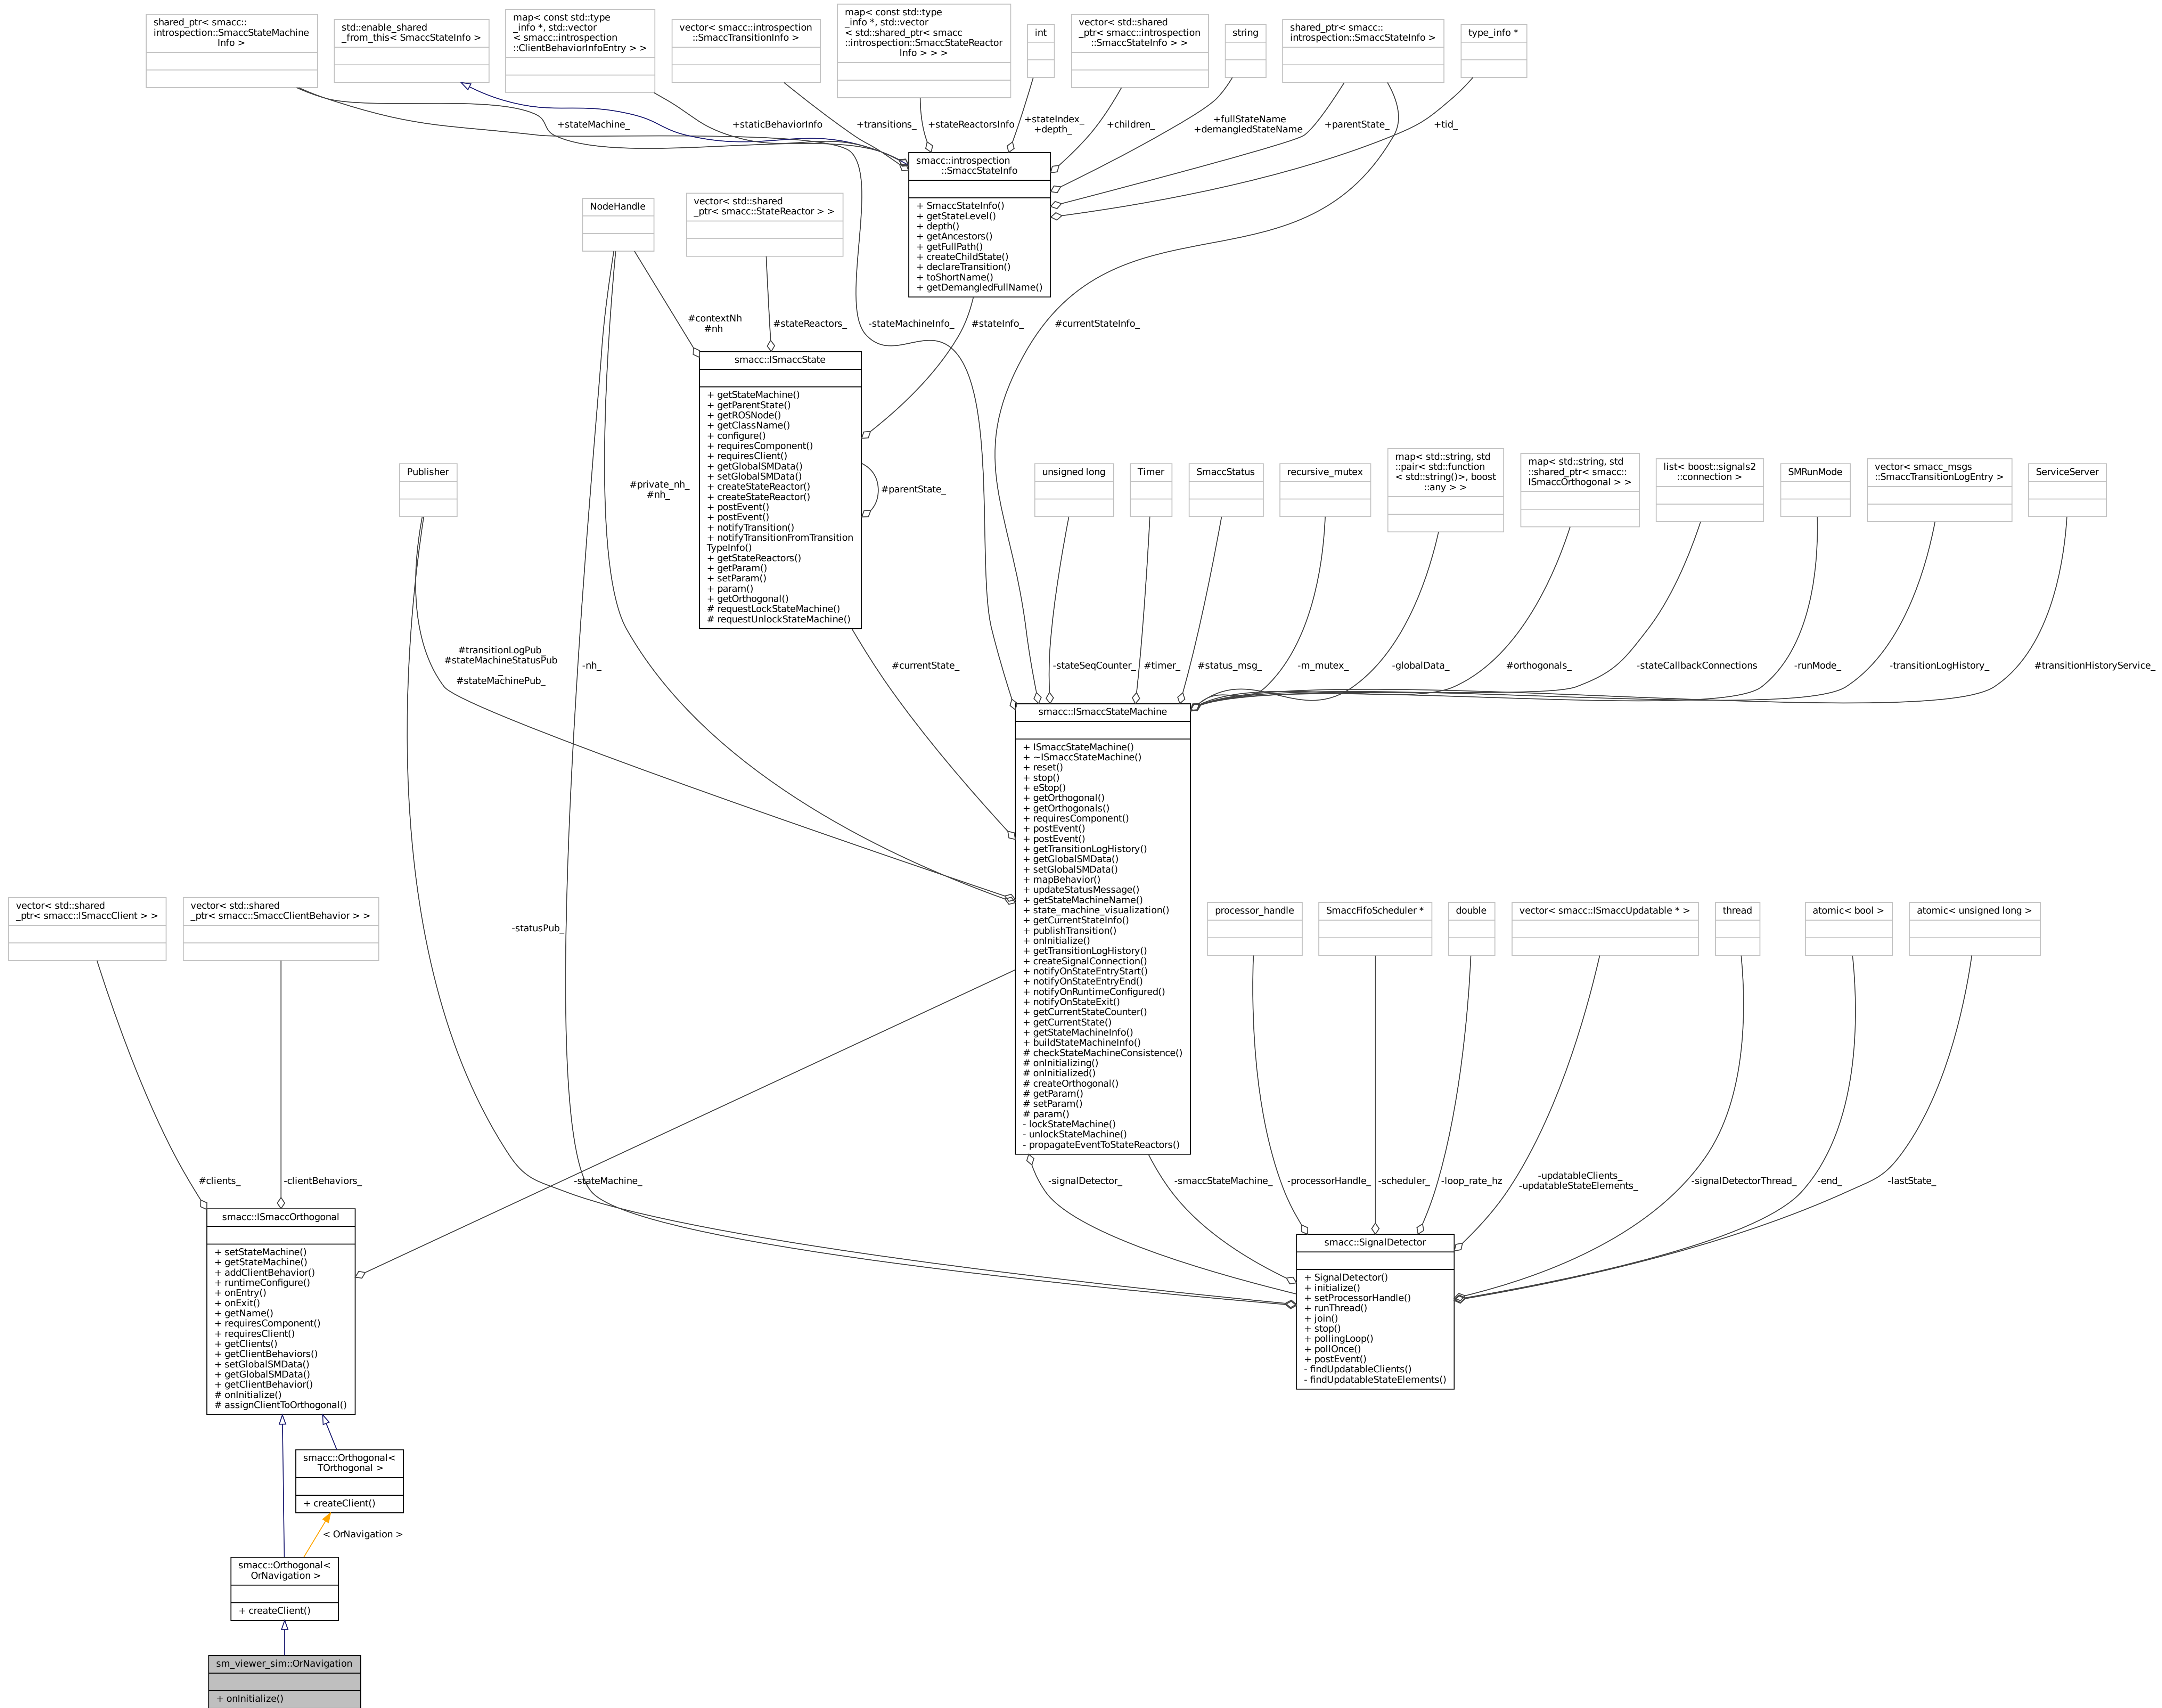 shared_ptr< smacc::
introspection::SmaccStateMachine
Info >
std::enable_shared
_from_this< SmaccStateInfo >
map< const std::type
_info *, std::vector
< smacc::introspection
::ClientBehaviorInfoEntry > >
vector< smacc::introspection
::SmaccTransitionInfo >
map< const std::type
_info *, std::vector
< std::shared_ptr< smacc
::introspection::SmaccStateReactor
Info > > >
int
vector< std::shared
_ptr< smacc::introspection
::SmaccStateInfo > >
string
shared_ptr< smacc::
introspection::SmaccStateInfo >
type_info *
+stateMachine_
+staticBehaviorInfo
+transitions_
+stateReactorsInfo
+stateIndex_
+depth_
+children_
+fullStateName
+demangledStateName
+parentState_
+tid_
smacc::introspection
::SmaccStateInfo
+ SmaccStateInfo()
+ getStateLevel()
+ depth()
+ getAncestors()
+ getFullPath()
+ createChildState()
+ declareTransition()
+ toShortName()
+ getDemangledFullName()
NodeHandle
vector< std::shared
_ptr< smacc::StateReactor > >
#contextNh
#nh
#stateReactors_
-stateMachineInfo_
#stateInfo_
#currentStateInfo_
smacc::ISmaccState
+ getStateMachine()
+ getParentState()
+ getROSNode()
+ getClassName()
+ configure()
+ requiresComponent()
+ requiresClient()
+ getGlobalSMData()
+ setGlobalSMData()
+ createStateReactor()
+ createStateReactor()
+ postEvent()
+ postEvent()
+ notifyTransition()
+ notifyTransitionFromTransition
TypeInfo()
+ getStateReactors()
+ getParam()
+ setParam()
+ param()
+ getOrthogonal()
# requestLockStateMachine()
# requestUnlockStateMachine()
#parentState_
Publisher
#private_nh_
#nh_
unsigned long
Timer
SmaccStatus
recursive_mutex
map< std::string, std
::pair< std::function
< std::string()>, boost
::any > >
map< std::string, std
::shared_ptr< smacc::
ISmaccOrthogonal > >
list< boost::signals2
::connection >
SMRunMode
vector< smacc_msgs
::SmaccTransitionLogEntry >
ServiceServer
#transitionLogPub_
#stateMachineStatusPub
_
#stateMachinePub_
-nh_
#currentState_
-stateSeqCounter_
#timer_
#status_msg_
-m_mutex_
-globalData_
#orthogonals_
-stateCallbackConnections
-runMode_
-transitionLogHistory_
#transitionHistoryService_
smacc::ISmaccStateMachine
+ ISmaccStateMachine()
+ ~ISmaccStateMachine()
+ reset()
+ stop()
+ eStop()
+ getOrthogonal()
+ getOrthogonals()
+ requiresComponent()
+ postEvent()
+ postEvent()
+ getTransitionLogHistory()
+ getGlobalSMData()
+ setGlobalSMData()
+ mapBehavior()
+ updateStatusMessage()
+ getStateMachineName()
+ state_machine_visualization()
+ getCurrentStateInfo()
+ publishTransition()
+ onInitialize()
+ getTransitionLogHistory()
+ createSignalConnection()
+ notifyOnStateEntryStart()
+ notifyOnStateEntryEnd()
+ notifyOnRuntimeConfigured()
+ notifyOnStateExit()
+ getCurrentStateCounter()
+ getCurrentState()
+ getStateMachineInfo()
+ buildStateMachineInfo()
# checkStateMachineConsistence()
# onInitializing()
# onInitialized()
# createOrthogonal()
# getParam()
# setParam()
# param()
- lockStateMachine()
- unlockStateMachine()
- propagateEventToStateReactors()
vector< std::shared
_ptr< smacc::ISmaccClient > >
vector< std::shared
_ptr< smacc::SmaccClientBehavior > >
-statusPub_
processor_handle
SmaccFifoScheduler *
double
vector< smacc::ISmaccUpdatable * >
thread
atomic< bool >
atomic< unsigned long >
#clients_
-clientBehaviors_
-stateMachine_
-signalDetector_
-smaccStateMachine_
-processorHandle_
-scheduler_
-loop_rate_hz
-updatableClients_
-updatableStateElements_
-signalDetectorThread_
-end_
-lastState_
smacc::ISmaccOrthogonal
+ setStateMachine()
+ getStateMachine()
+ addClientBehavior()
+ runtimeConfigure()
+ onEntry()
+ onExit()
+ getName()
+ requiresComponent()
+ requiresClient()
+ getClients()
+ getClientBehaviors()
+ setGlobalSMData()
+ getGlobalSMData()
+ getClientBehavior()
# onInitialize()
# assignClientToOrthogonal()
smacc::SignalDetector
+ SignalDetector()
+ initialize()
+ setProcessorHandle()
+ runThread()
+ join()
+ stop()
+ pollingLoop()
+ pollOnce()
+ postEvent()
- findUpdatableClients()
- findUpdatableStateElements()
smacc::Orthogonal<
TOrthogonal >
+ createClient()
< OrNavigation >
smacc::Orthogonal<
OrNavigation >
+ createClient()
sm_viewer_sim::OrNavigation
+ onInitialize()